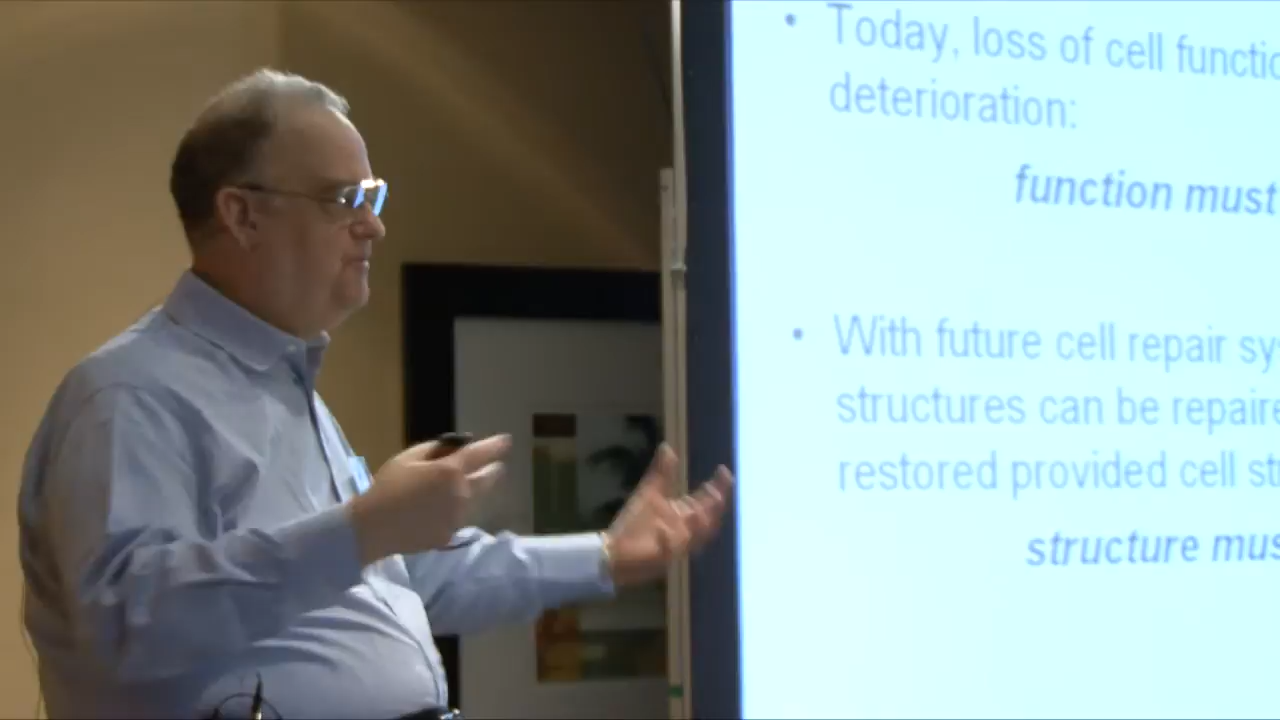 • Today, loss of cell functio
deterioration:
function must
• With future cell repair sy
structures can be repaire
restored provided cell st
structure mus